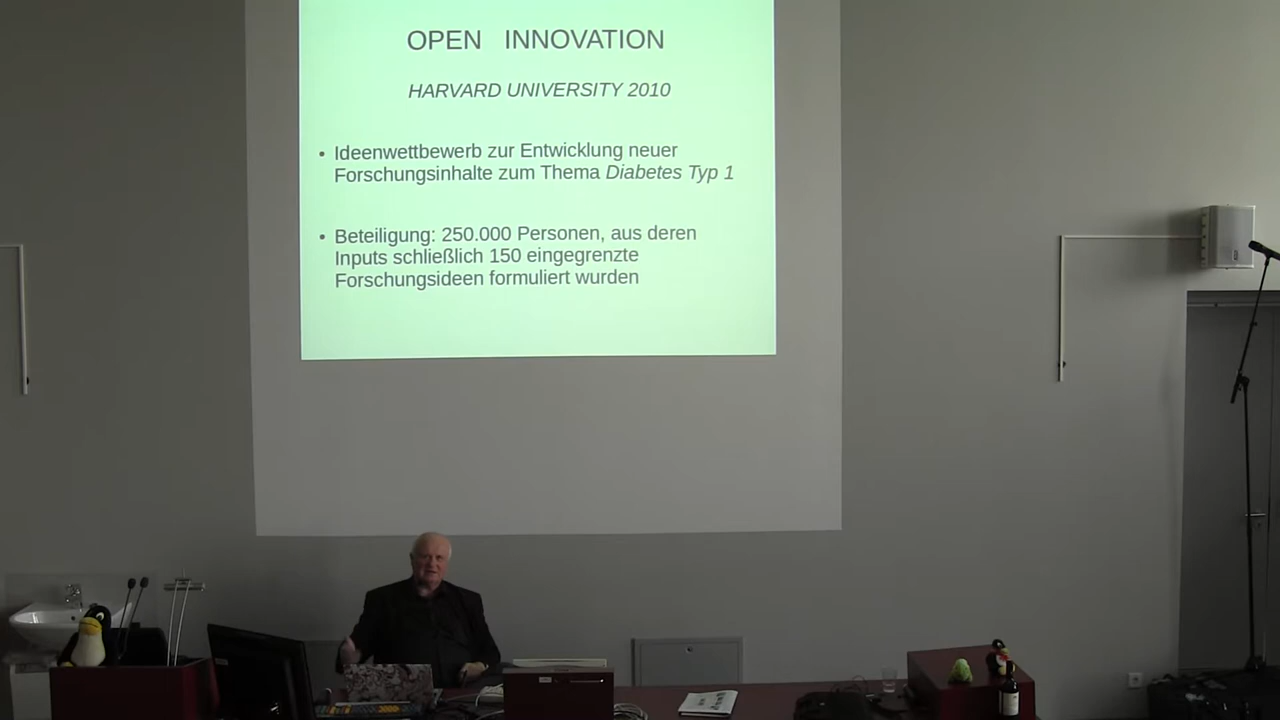 OPEN INNOVATION
HARVARD UNIVERSITY 2010
• Ideenwettbewerb zur Entwicklung neuer
Forschungsinhalte zum Thema Diabetes Typ 1
• Beteiligung: 250.000 Personen, aus deren
Inputs schließlich 150 eingegrenzte
Forschungsideen formuliert wurden